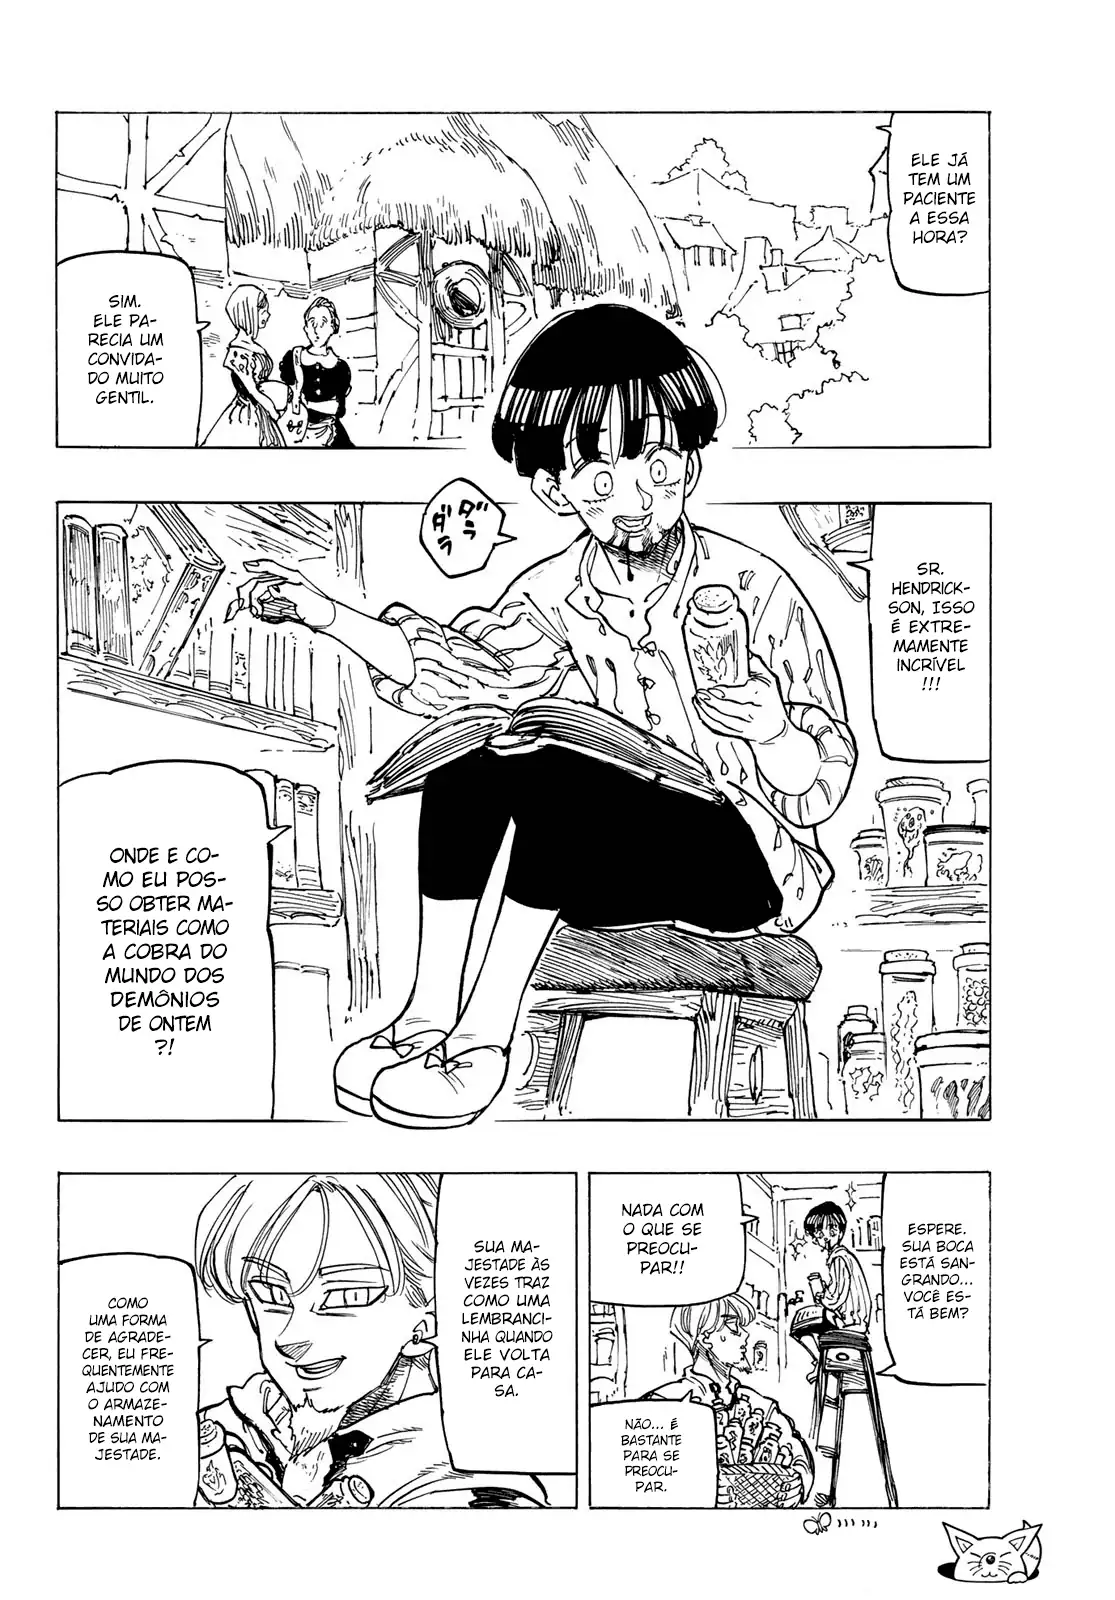 ELE JÁ
TEM UM
PACIENTE
A ESSA
HORA?
SIM.
ELE PA-
RECIA UM
CONVIDA-
DO MUITO
GENTIL.
SR.
HENDRICK-
SON, ISSO
É EXTRE-
MAMENTE
INCRÍVEL
!!!
ダラ
ダラ
ONDE E CO-
MO EU POS-
SO OBTER MA-
TERIAIS COMO
A COBRA DO
MUNDO DOS
DEMÔNIOS
DE ONTEM
?!
ESPERE.
SUA BOCA
ESTÁ SAN-
GRANDO...
VOCÊ ES-
TÁ BEM?
NADA COM
O QUE SE
PREOCU-
PAR!!
NÃO... É
BASTANTE
PARA SE
PREOCU-
PAR.
SUA MA-
JESTADE ÀS
VEZES TRAZ
COMO UMA
LEMBRANCI-
NHA QUANDO
ELE VOLTA
PARA CA-
SA.
COMO
UMA FORMA
DE AGRADE-
CER, EU FRE-
QUENTEMENTE
AJUDO COM
O ARMAZE-
NAMENTO
DE SUA MA-
JESTADE.